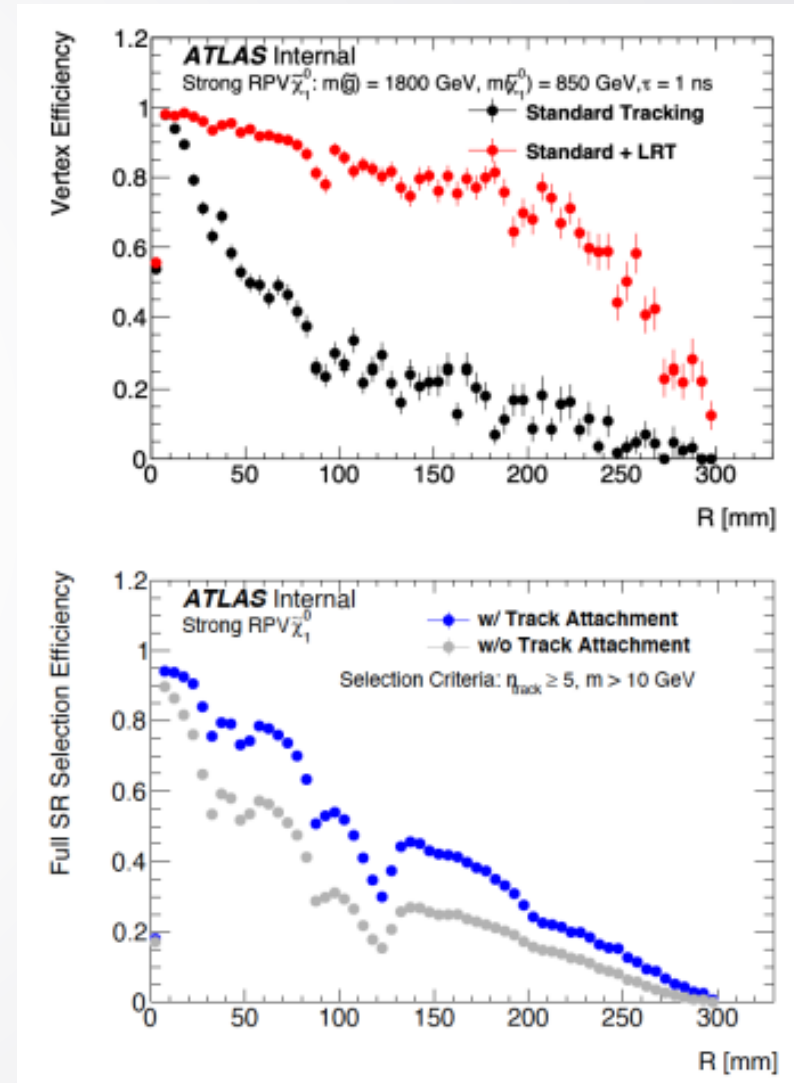 ATLAS Internal
Strong RPV χ̃₁⁰: m(g̃) = 1800 GeV, m(χ̃₁⁰) = 850 GeV, τ = 1 ns
Standard Tracking
Standard + LRT
Vertex Efficiency
1.2
1
0.8
0.6
0.4
0.2
0
0 50 100 150 200 250 300
R [mm]
ATLAS Internal
Strong RPV χ̃₁⁰
w/ Track Attachment
w/o Track Attachment
Selection Criteria: n_track ≥ 5, m > 10 GeV
Full SR Selection Efficiency
1.2
1
0.8
0.6
0.4
0.2
0
0 50 100 150 200 250 300
R [mm]